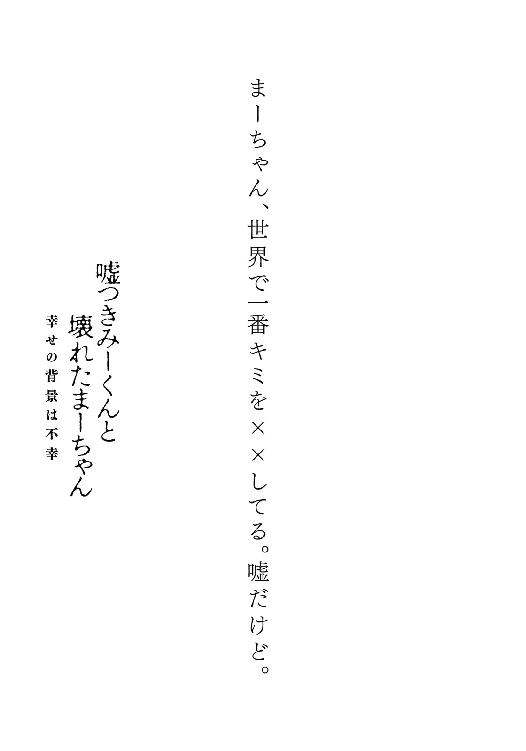 まーちゃん、世界で一番キミを××してる。嘘だけど。
嘘つきみーくんと
壊れたまーちゃん
幸せの背景は不幸